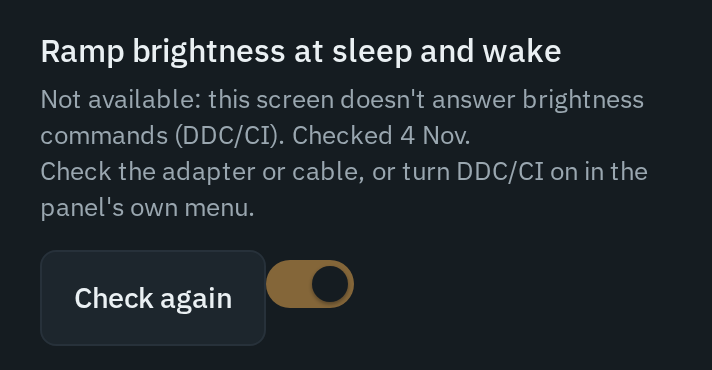 Ramp brightness at sleep and wake
Not available: this screen doesn't answer brightness
commands (DDC/CI). Checked 4 Nov.
Check the adapter or cable, or turn DDC/CI on in the
panel's own menu.
Check again